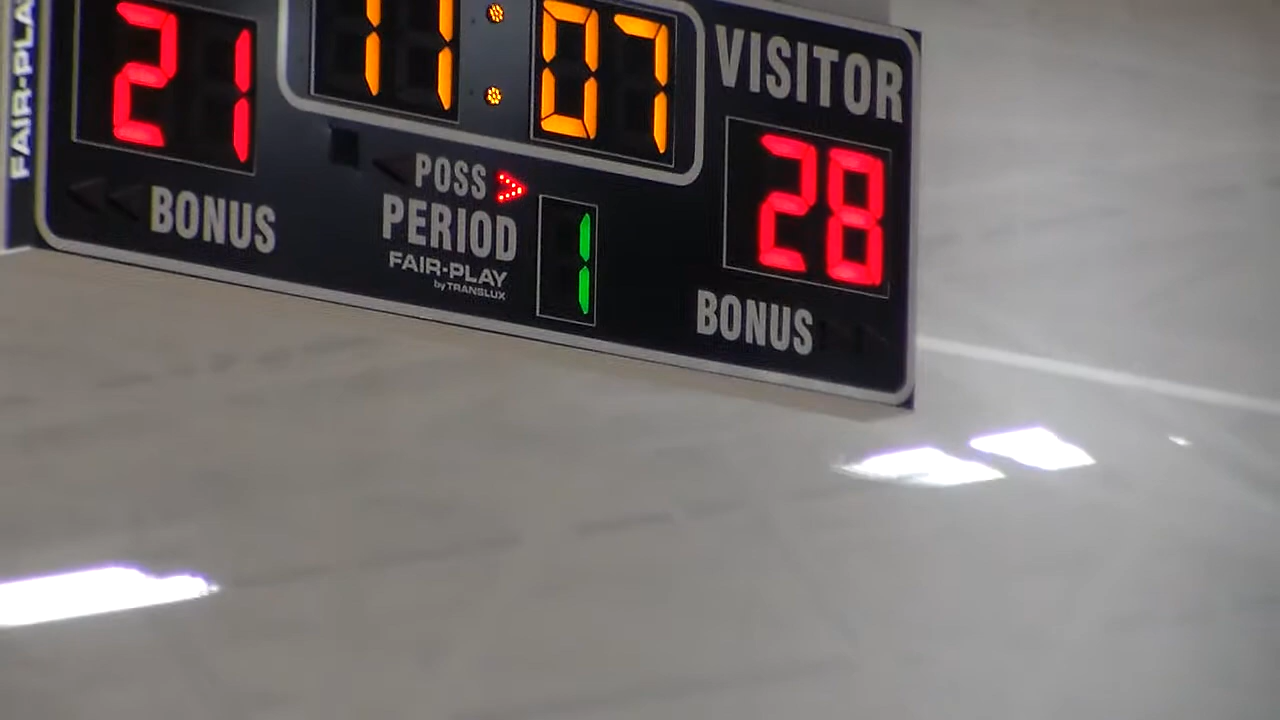 FAIR-PLA
21
11:07
VISITOR
28
POSS
PERIOD
1
FAIR-PLAY
by TRANSLUX
BONUS
BONUS